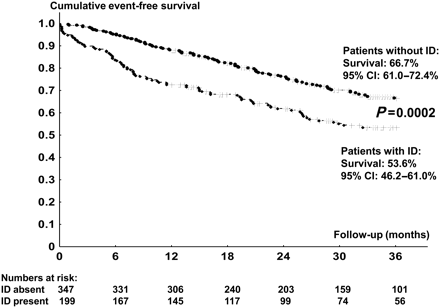 Cumulative event-free survival
1.0
0.9
0.8
0.7
0.6
0.5
0.4
0.3
0.2
0.1
0
Patients without ID:
Survival: 66.7%
95% CI: 61.0–72.4%
P=0.0002
Patients with ID:
Survival: 53.6%
95% CI: 46.2–61.0%
Follow-up (months)
0 6 12 18 24 30 36
Numbers at risk:
ID absent 347 331 306 240 203 159 101
ID present 199 167 145 117 99 74 56